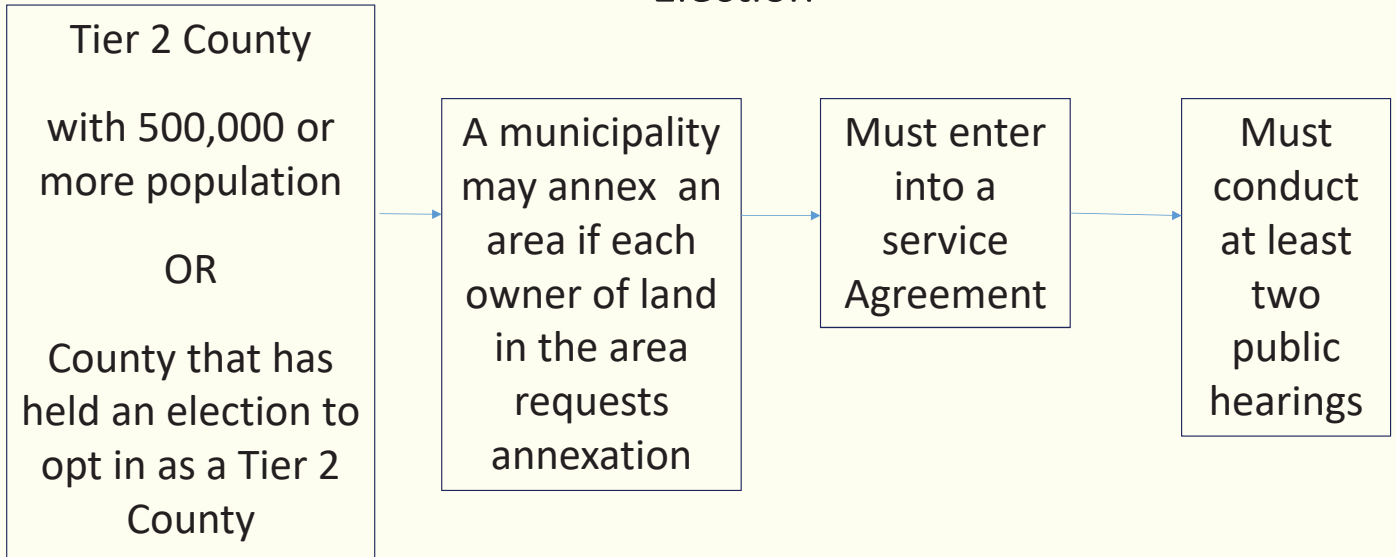 Tier 2 County
with 500,000 or
more population
OR
County that has
held an election to
opt in as a Tier 2
County
A municipality
may annex  an
area if each
owner of land
in the area
requests
annexation
Must enter
into a
service
Agreement
Must
conduct
at least
two
public
hearings